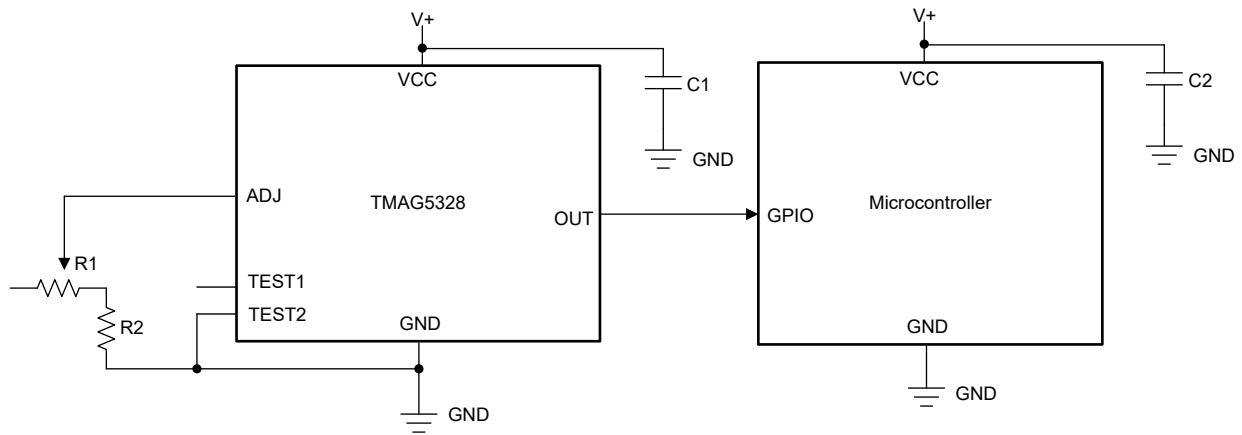 V+
VCC
C1
GND
ADJ
TMAG5328
OUT
R1
TEST1
TEST2
R2
GND
GND
V+
VCC
C2
GND
GPIO
Microcontroller
GND
GND